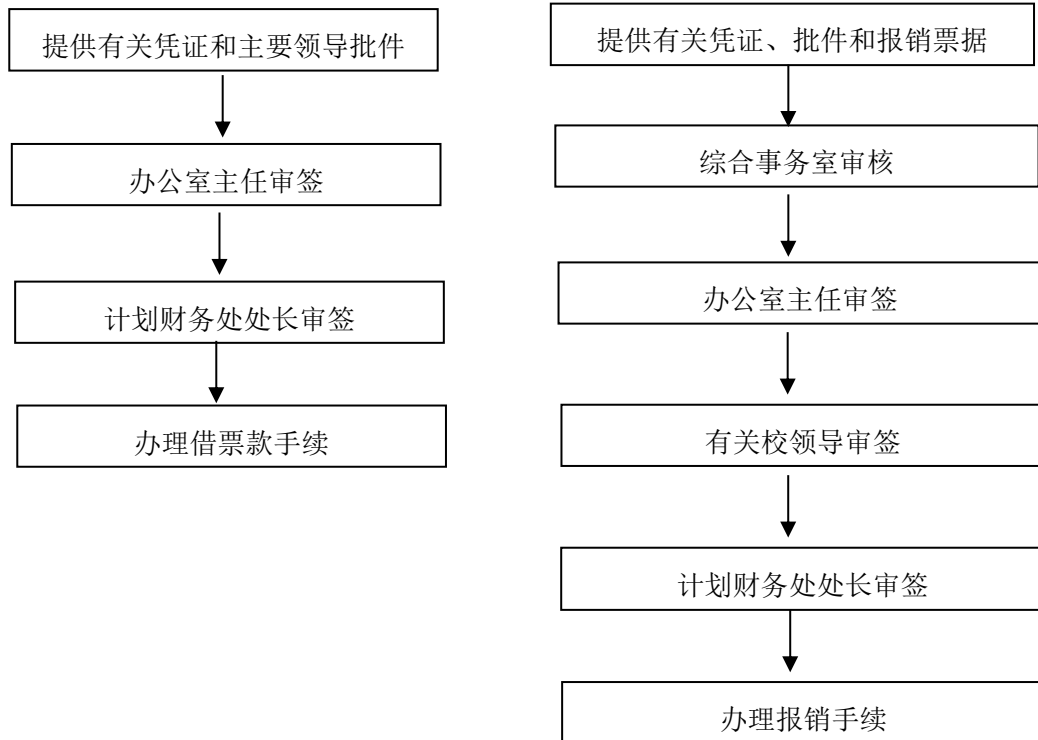 提供有关凭证和主要领导批件
办公室主任审签
计划财务处处长审签
办理借票款手续
提供有关凭证、批件和报销票据
综合事务室审核
办公室主任审签
有关校领导审签
计划财务处处长审签
办理报销手续